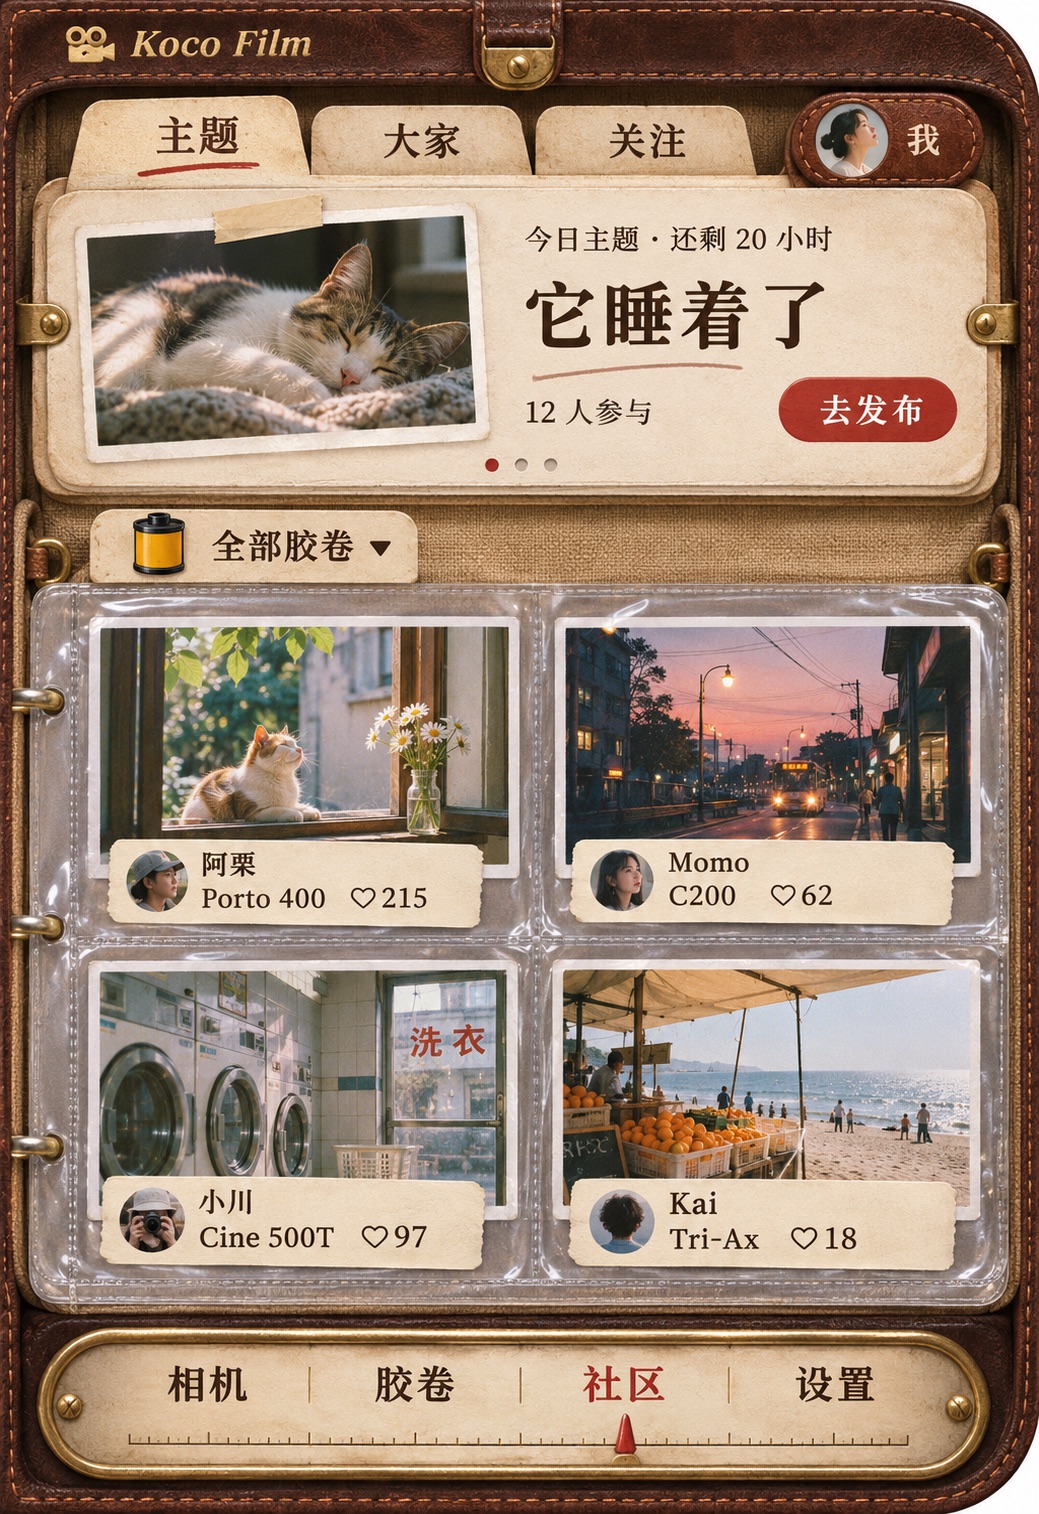 Koco Film
主题
大家
关注
我
今日主题 · 还剩 20 小时
它睡着了
12 人参与
去发布
全部胶卷
阿栗
Porto 400 ♡215
Momo
C200 ♡62
洗衣
小川
Cine 500T ♡97
Kai
Tri-Ax ♡18
相机
胶卷
社区
设置